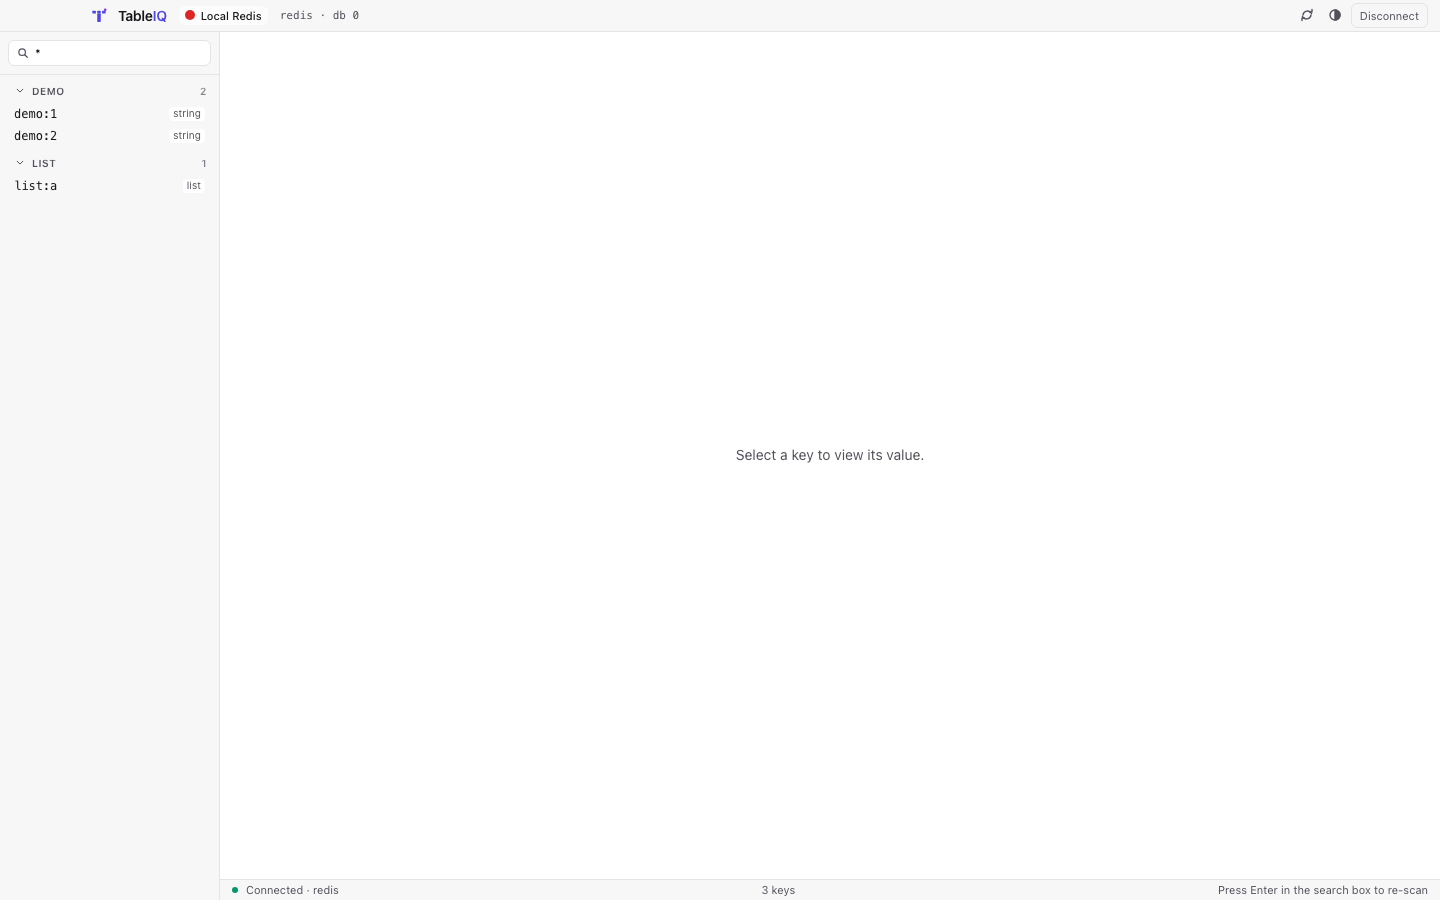 TableIQ Local Redis redis · db 0 Disconnect
*
DEMO 2
demo:1 string
demo:2 string
LIST 1
list:a list
Select a key to view its value.
Connected · redis 3 keys Press Enter in the search box to re-scan